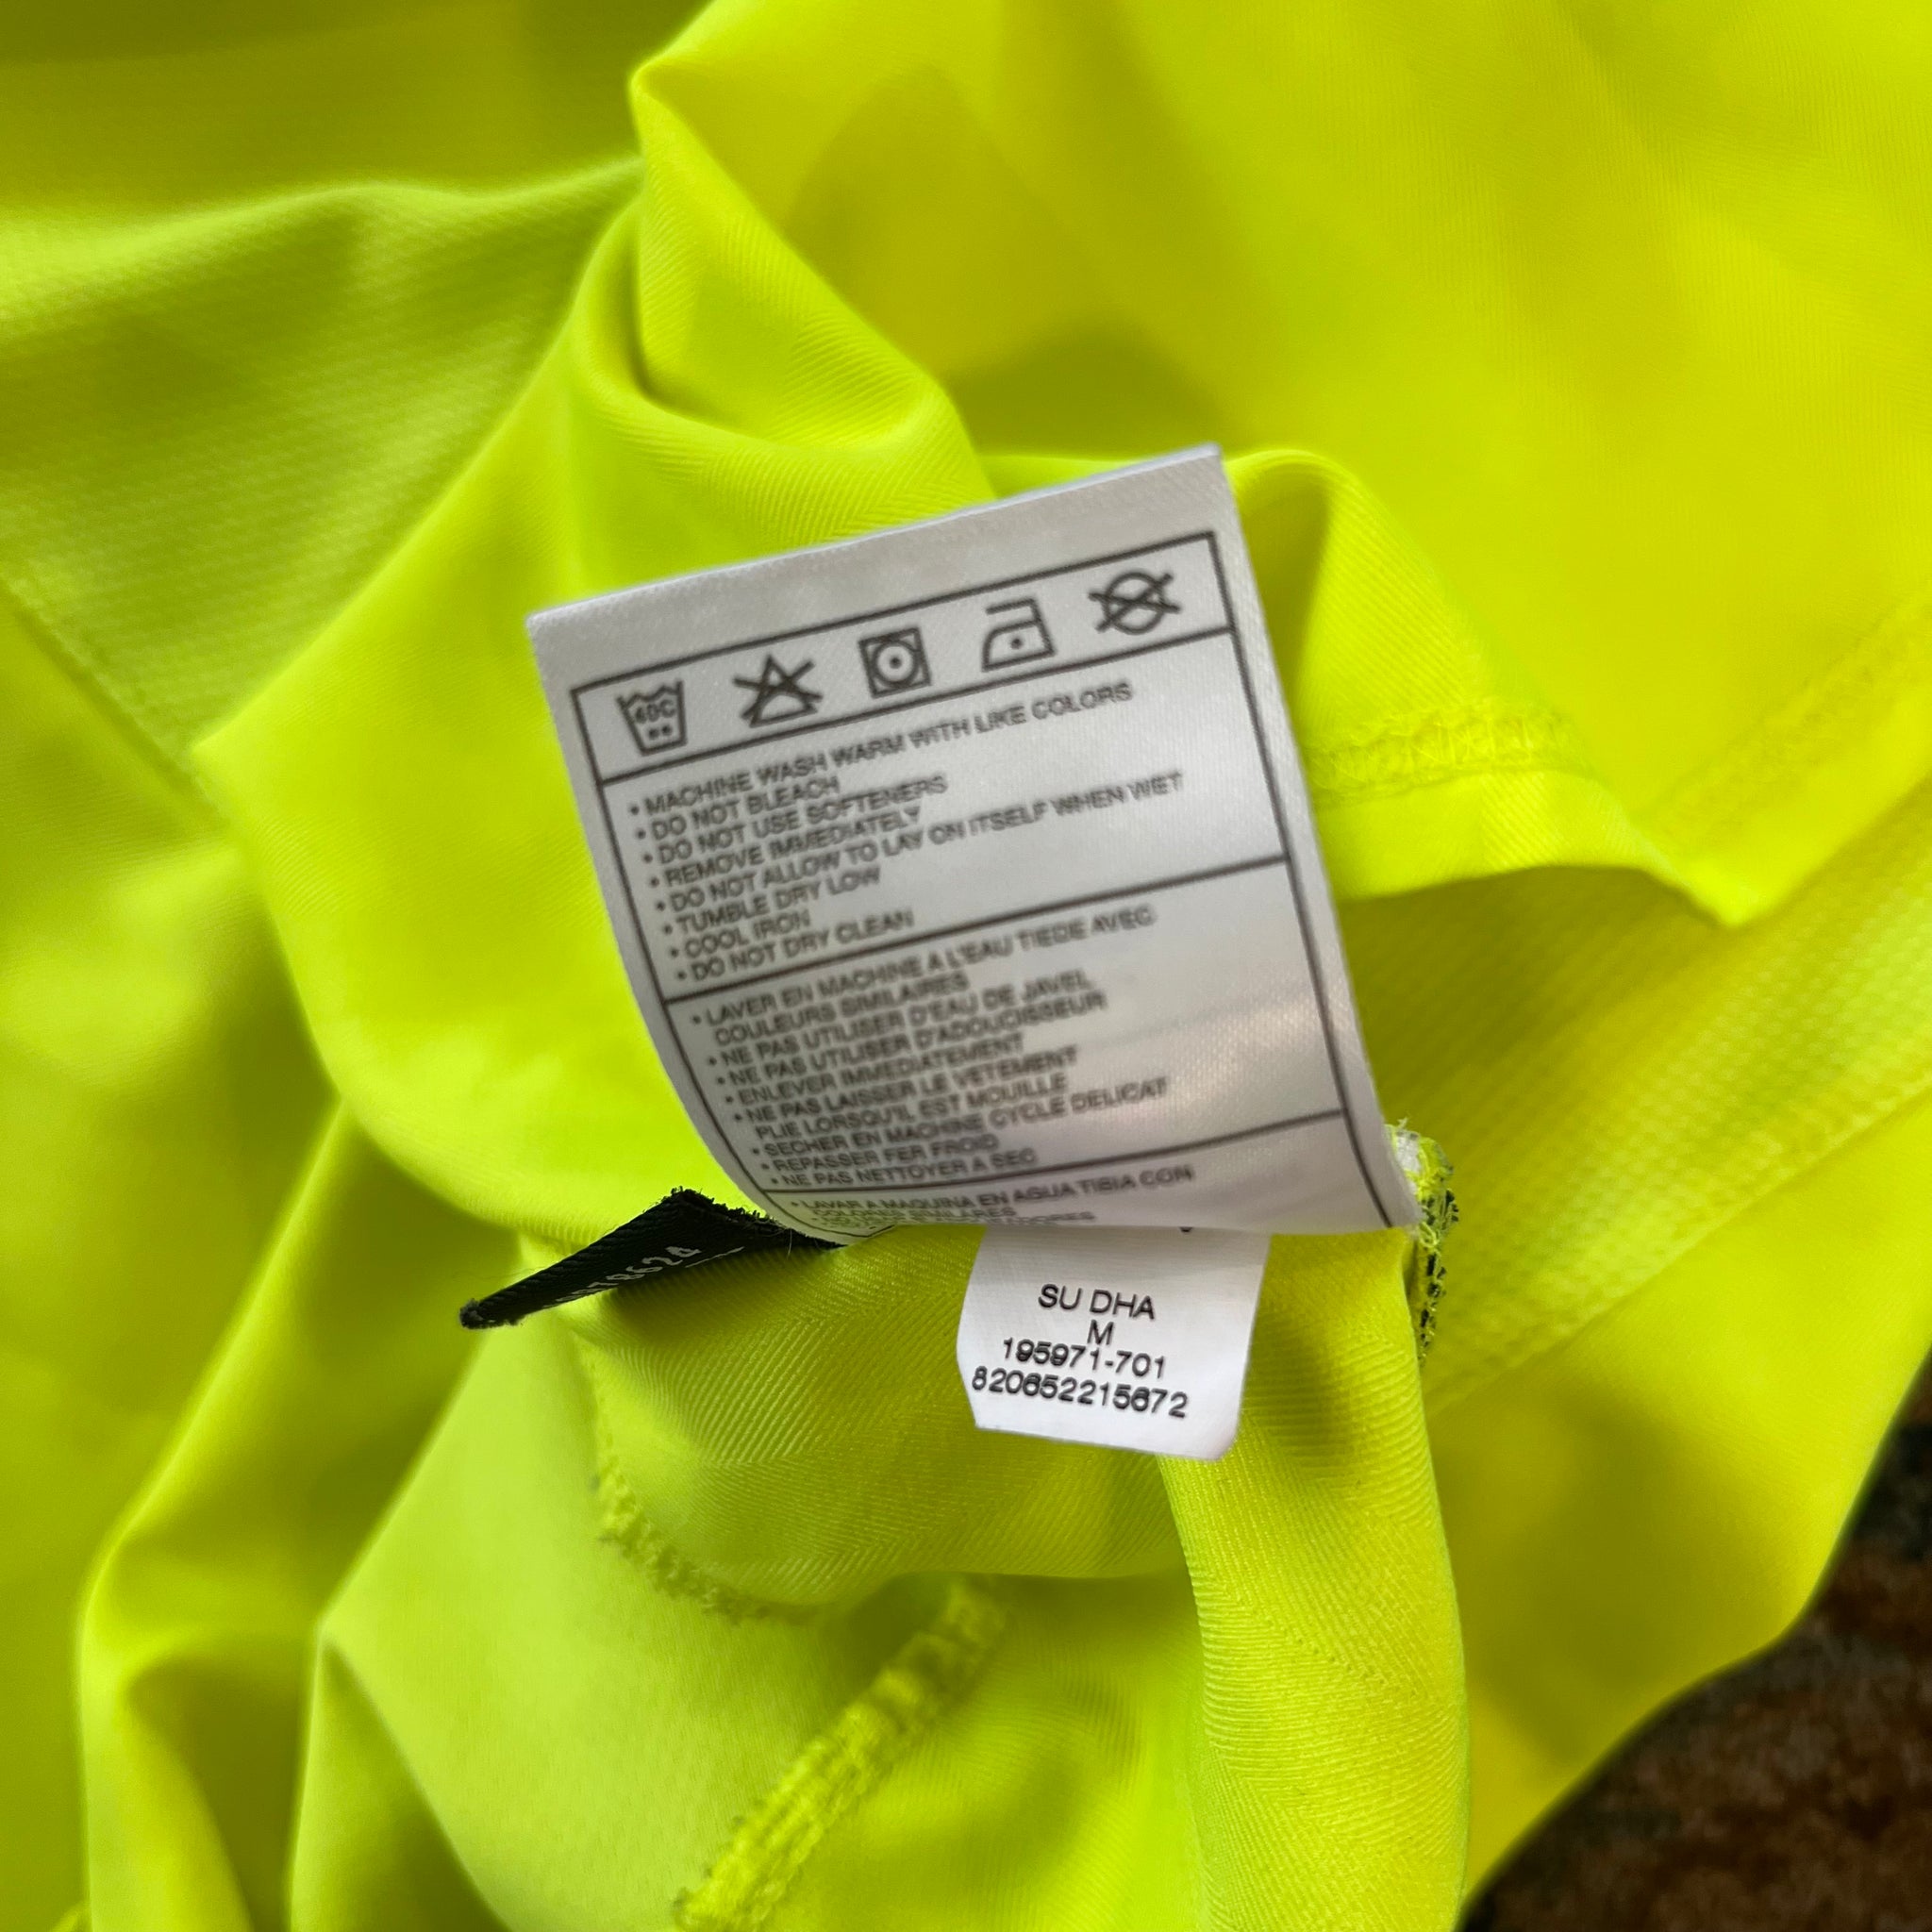 40C
• MACHINE WASH WARM WITH LIKE COLORS
• DO NOT BLEACH
• DO NOT USE SOFTENERS
• REMOVE IMMEDIATELY
• DO NOT ALLOW TO LAY ON ITSELF WHEN WET
• TUMBLE DRY LOW
• COOL IRON
• DO NOT DRY CLEAN
• LAVER EN MACHINE A L'EAU TIEDE AVEC
COULEURS SIMILAIRES
• NE PAS UTILISER D'EAU DE JAVEL
• NE PAS UTILISER D'ADOUCISSEUR
• ENLEVER IMMEDIATEMENT
• NE PAS LAISSER LE VETEMENT
PLIE LORSQU'IL EST MOUILLE
• SECHER EN MACHINE CYCLE DELICAT
• REPASSER FER FROID
• NE PAS NETTOYER A SEC
• LAVAR A MAQUINA EN AGUA TIBIA CON
COLORES SIMILARES
78624
SU DHA
M
195971-701
820652215672